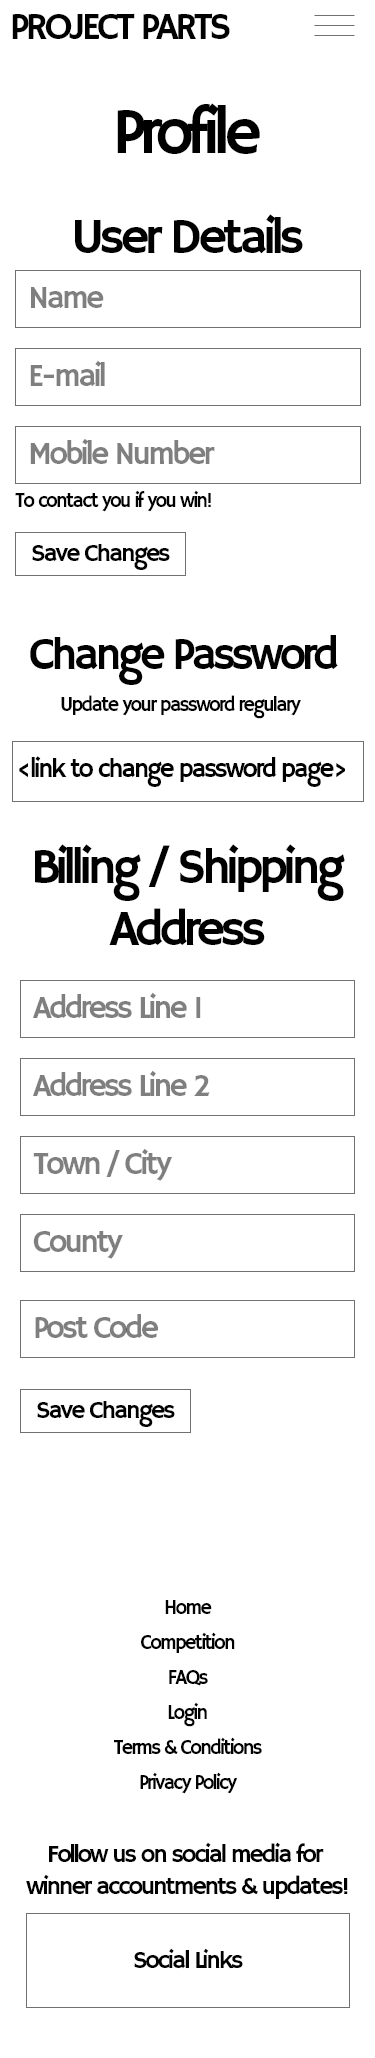 PROJECT PARTS
Profile
User Details
Name
E-mail
Mobile Number
To contact you if you win!
Save Changes
Change Password
Update your password regulary
<link to change password page>
Billing / Shipping
Address
Address Line 1
Address Line 2
Town / City
County
Post Code
Save Changes
Home
Competition
FAQs
Login
Terms & Conditions
Privacy Policy
Follow us on social media for
winner accountments & updates!
Social Links